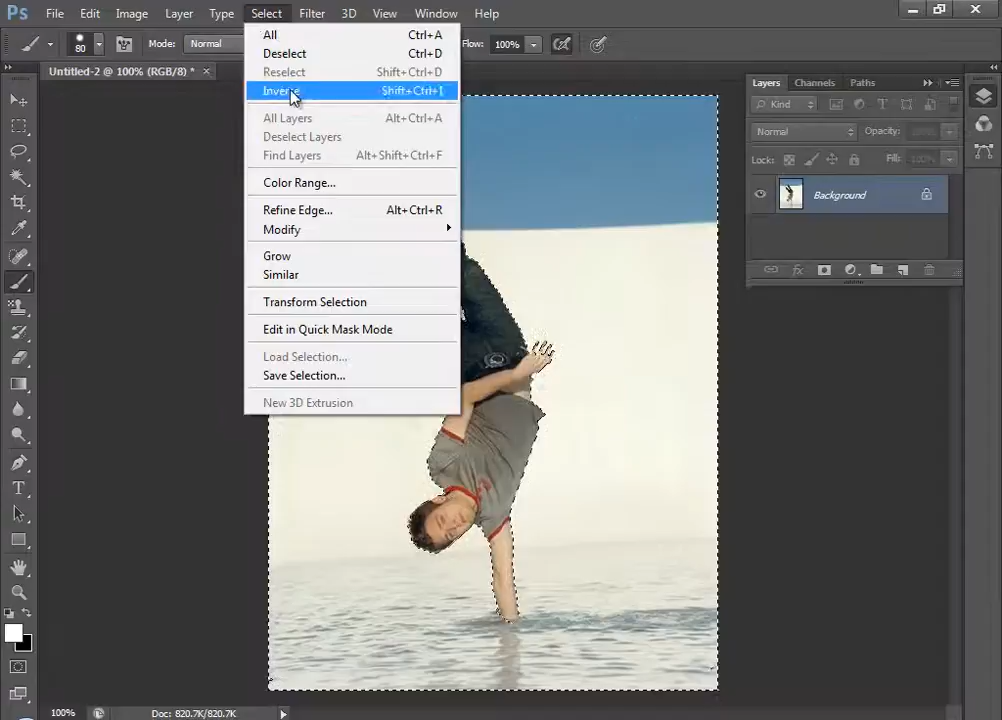 Ps File Edit Image Layer Type Select Filter 3D View Window Help
80 Mode: Normal Flow: 100%
Untitled-2 @ 100% (RGB/8) * ×
All Ctrl+A
Deselect Ctrl+D
Reselect Shift+Ctrl+D
Inverse Shift+Ctrl+I
All Layers Alt+Ctrl+A
Deselect Layers
Find Layers Alt+Shift+Ctrl+F
Color Range...
Refine Edge... Alt+Ctrl+R
Modify
Grow
Similar
Transform Selection
Edit in Quick Mask Mode
Load Selection...
Save Selection...
New 3D Extrusion
Layers Channels Paths
Kind
Normal Opacity:
Lock: Fill:
Background
T
100% Doc: 820.7K/820.7K